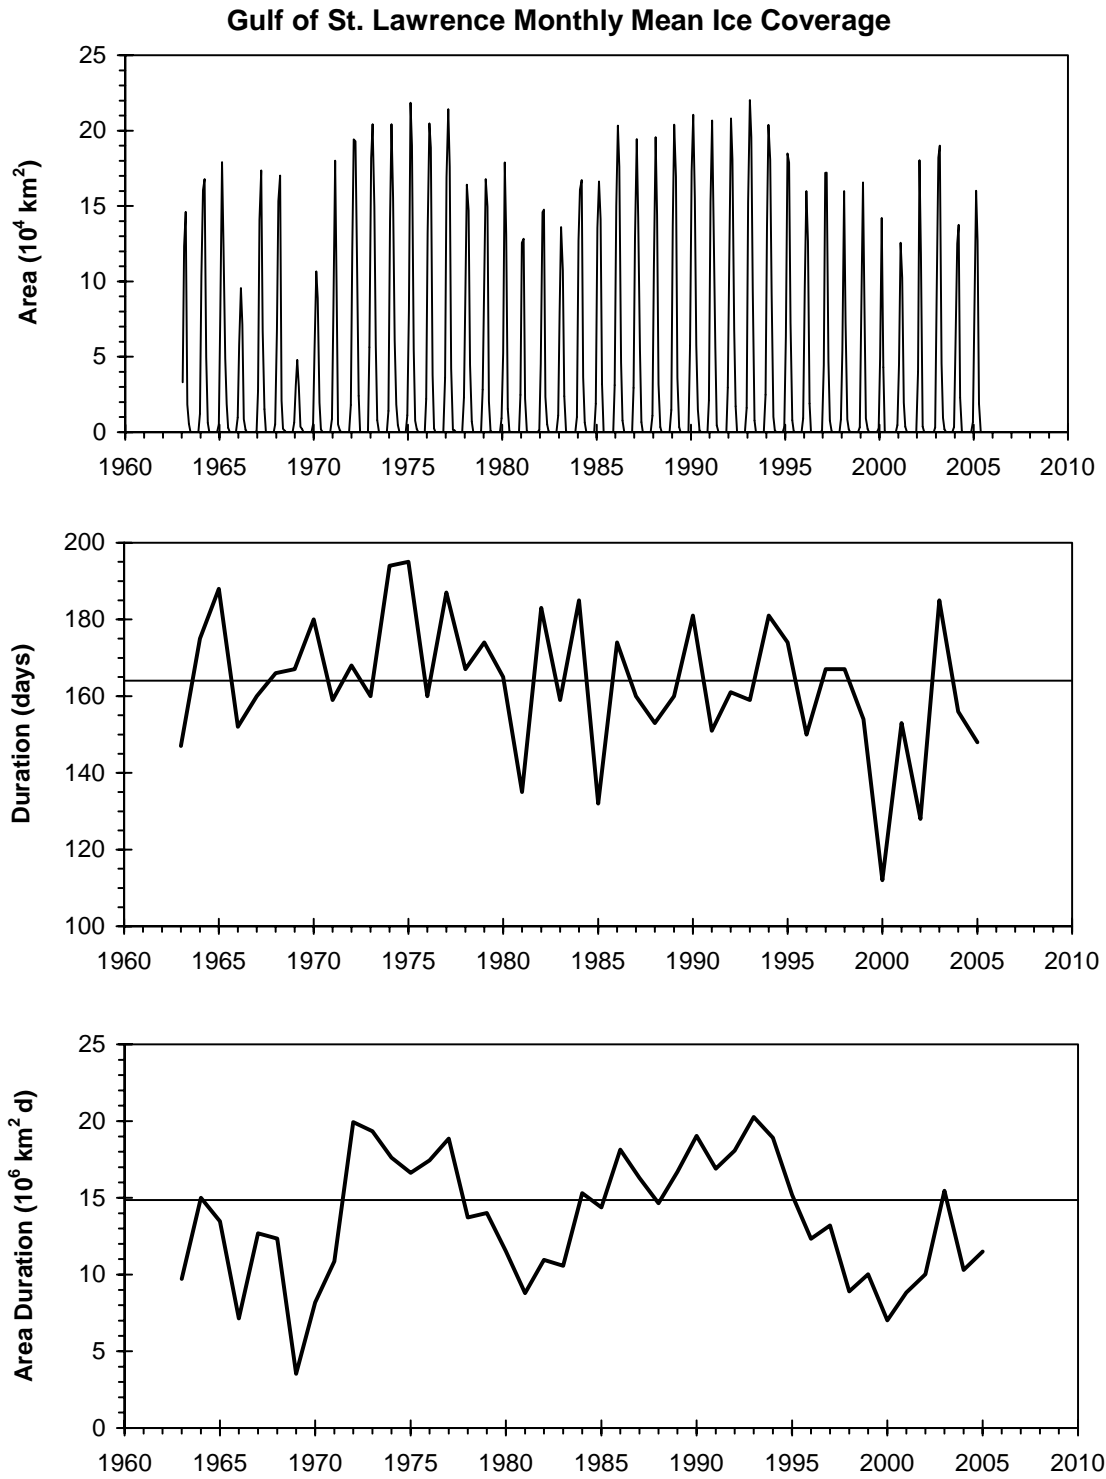 Gulf of St. Lawrence Monthly Mean Ice Coverage
25
20
15
10
5
0
Area (10⁴ km²)
1960 1965 1970 1975 1980 1985 1990 1995 2000 2005 2010
200
180
160
140
120
100
Duration (days)
1960 1965 1970 1975 1980 1985 1990 1995 2000 2005 2010
25
20
15
10
5
0
Area Duration (10⁶ km² d)
1960 1965 1970 1975 1980 1985 1990 1995 2000 2005 2010